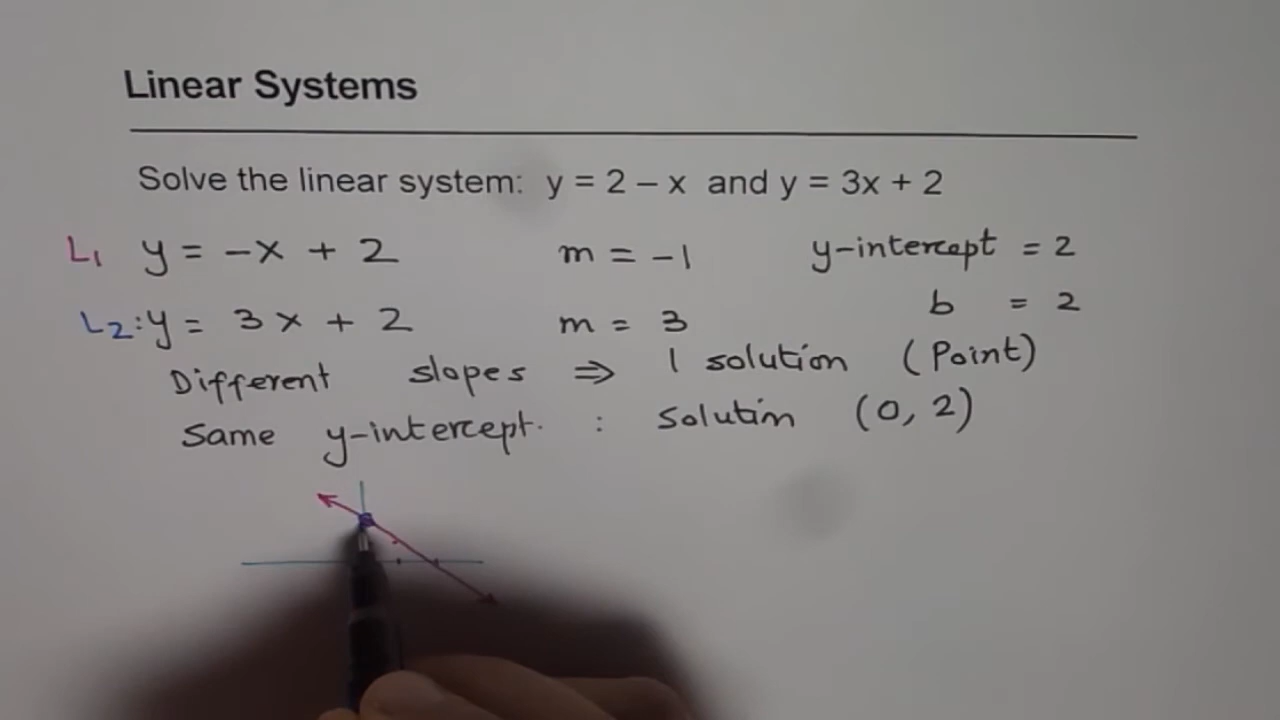 Linear Systems
Solve the linear system: y = 2 – x and y = 3x + 2
L1 y = -x + 2 m = -1 y-intercept = 2
L2: y = 3x + 2 m = 3 b = 2
Different slopes ⇒ 1 solution (Point)
Same y-intercept. : Solutin (0, 2)